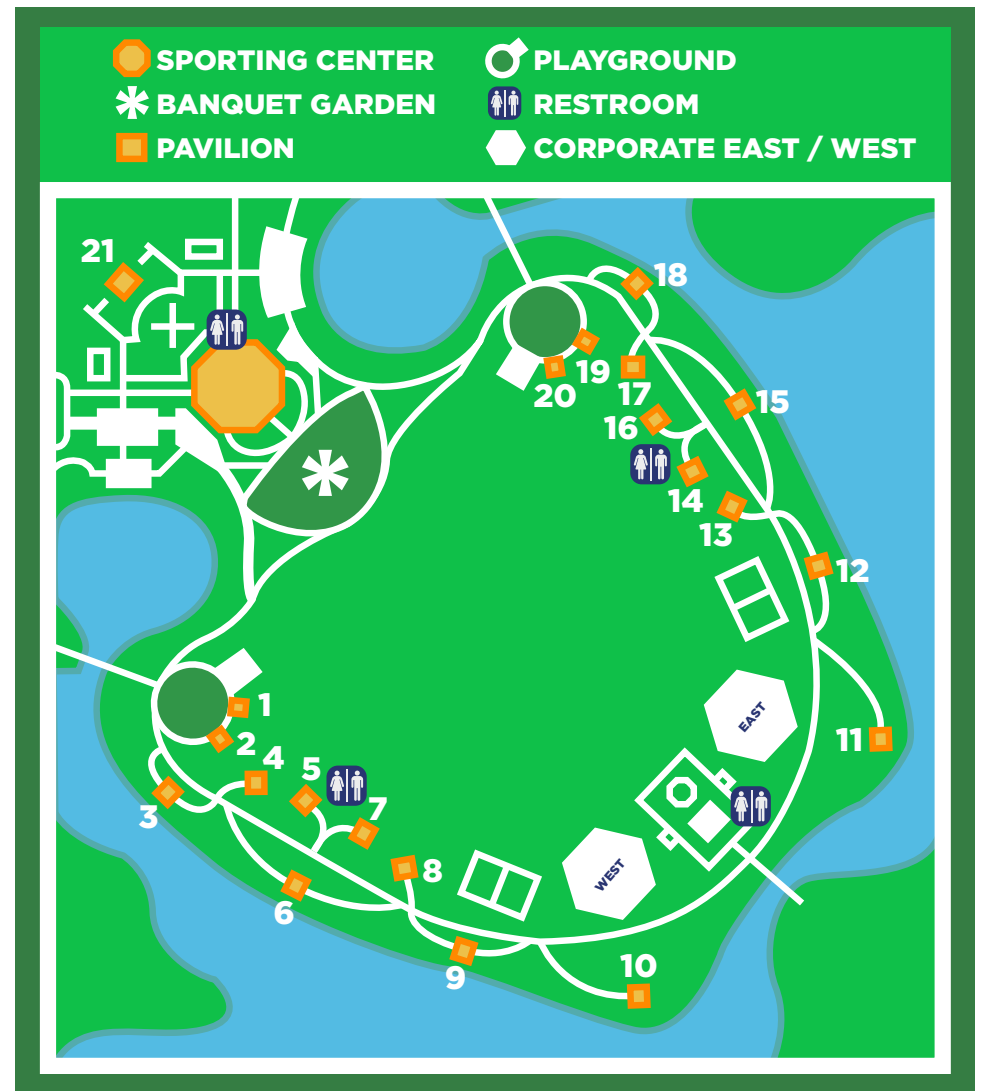 SPORTING CENTER
PLAYGROUND
BANQUET GARDEN
RESTROOM
PAVILION
CORPORATE EAST / WEST
21
18
19
20
17
15
16
14
13
12
EAST
11
1
2
4
5
3
7
8
WEST
6
9
10